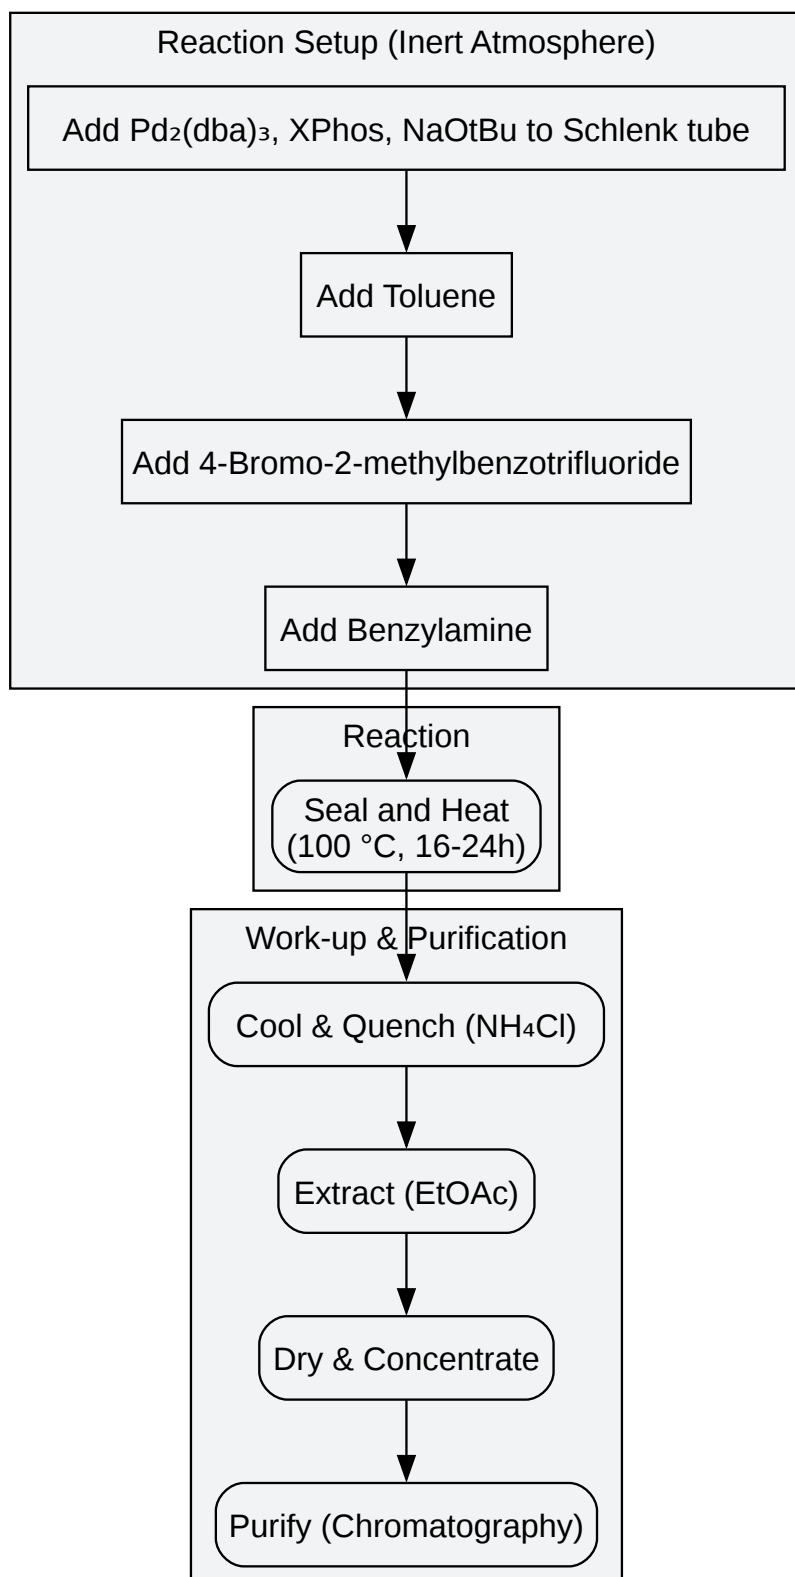 Reaction Setup (Inert Atmosphere)
Add Pd₂(dba)₃, XPhos, NaOtBu to Schlenk tube
Add Toluene
Add 4-Bromo-2-methylbenzotrifluoride
Add Benzylamine
Reaction
Seal and Heat
(100 °C, 16-24h)
Work-up & Purification
Cool & Quench (NH₄Cl)
Extract (EtOAc)
Dry & Concentrate
Purify (Chromatography)